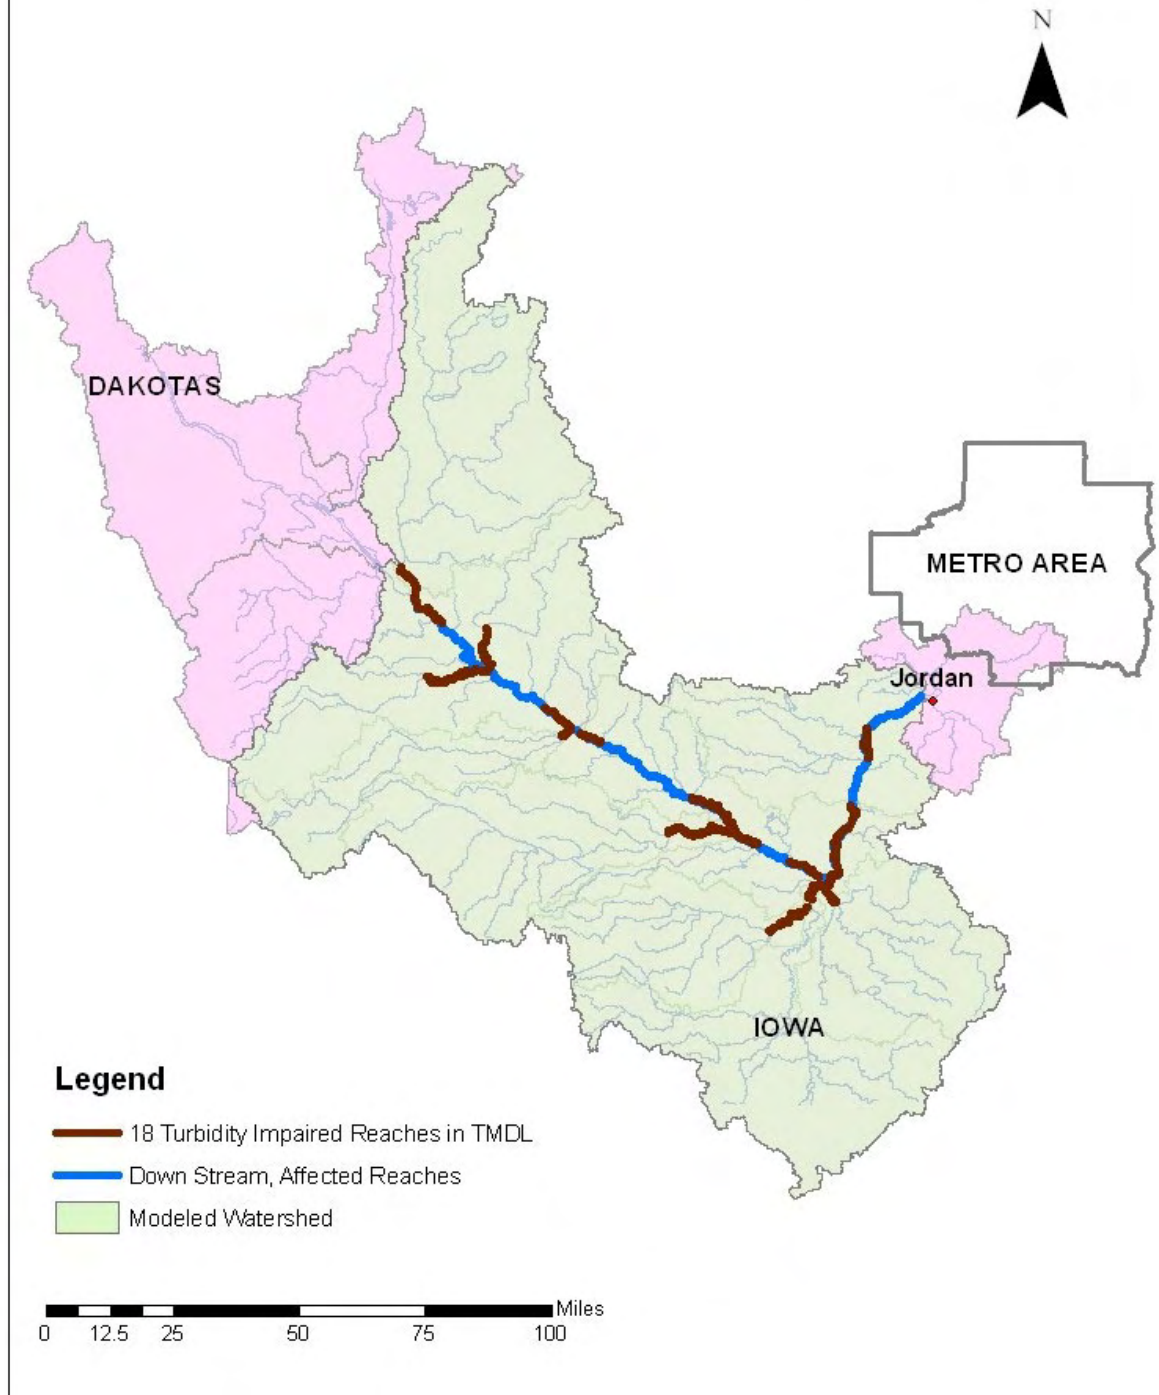 N
DAKOTAS
METRO AREA
Jordan
IOWA
Legend
18 Turbidity Impaired Reaches in TMDL
Down Stream, Affected Reaches
Modeled Watershed
Miles
0 12.5 25 50 75 100